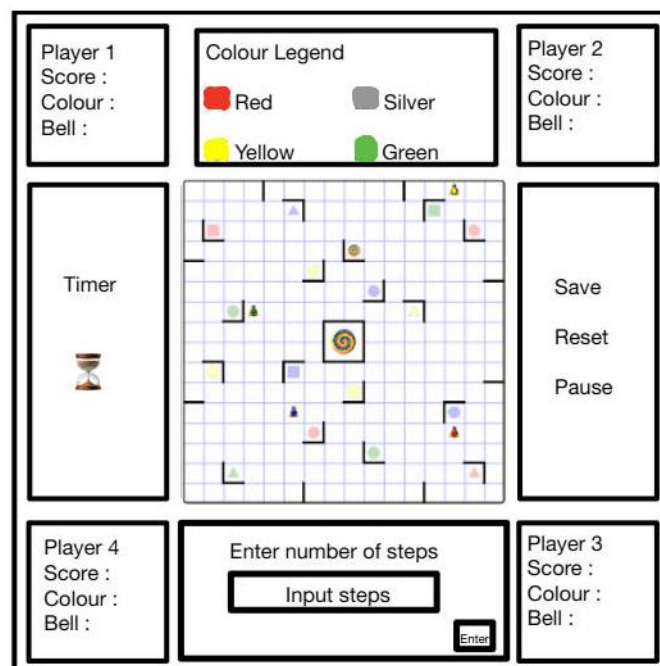 Player 1
Score :
Colour :
Bell :
Colour Legend
Red
Silver
Yellow
Green
Player 2
Score :
Colour :
Bell :
Timer
Save
Reset
Pause
Player 4
Score :
Colour :
Bell :
Enter number of steps
Input steps
Enter
Player 3
Score :
Colour :
Bell :